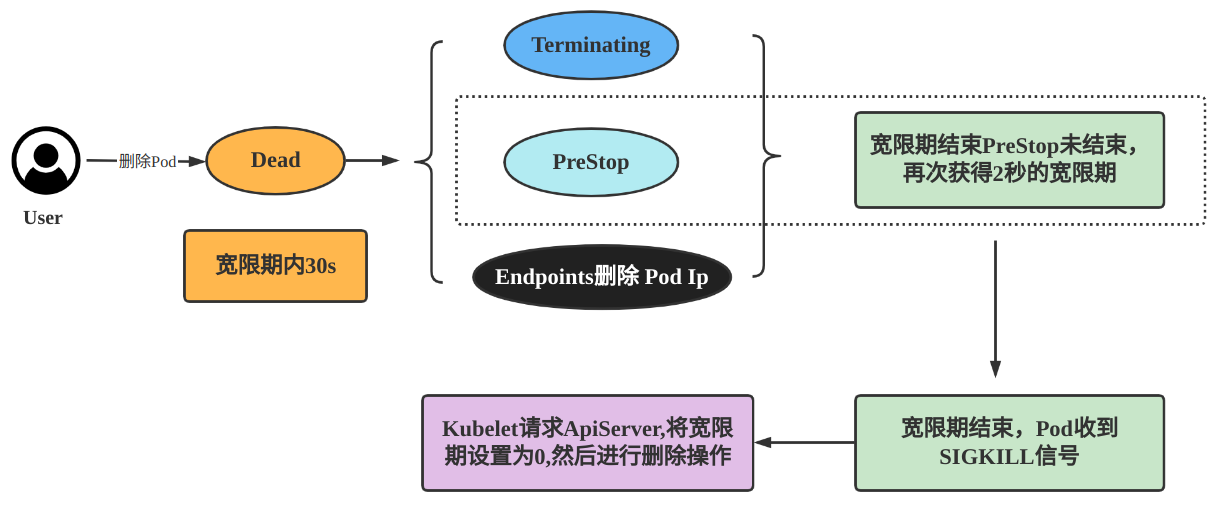 User
删除Pod
Dead
宽限期内30s
Terminating
PreStop
Endpoints删除 Pod Ip
宽限期结束PreStop未结束，
再次获得2秒的宽限期
宽限期结束，Pod收到
SIGKILL信号
Kubelet请求ApiServer,将宽限
期设置为0,然后进行删除操作